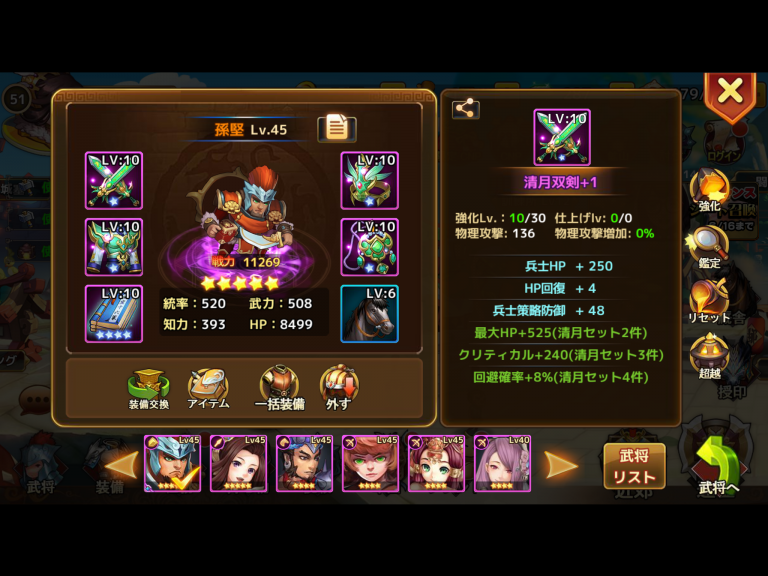 51
孫堅 Lv.45
LV:10
LV:10
LV:10
LV:10
LV:10
LV:6
戦力 11269
統率：520 武力：508
知力：393 HP：8499
装備交換
アイテム
一括装備
外す
LV:10
清月双剣+1
強化Lv.：10/30 仕上げlv: 0/0
物理攻撃: 136 物理攻撃増加: 0%
兵士HP + 250
HP回復 + 4
兵士策略防御 + 48
最大HP+525(清月セット2件)
クリティカル+240(清月セット3件)
回避確率+8%(清月セット4件)
79/
ログイン
強化
鑑定
リセット
超越
Lv45
Lv45
Lv45
Lv45
Lv45
Lv40
武将
リスト
武将へ
武将
装備